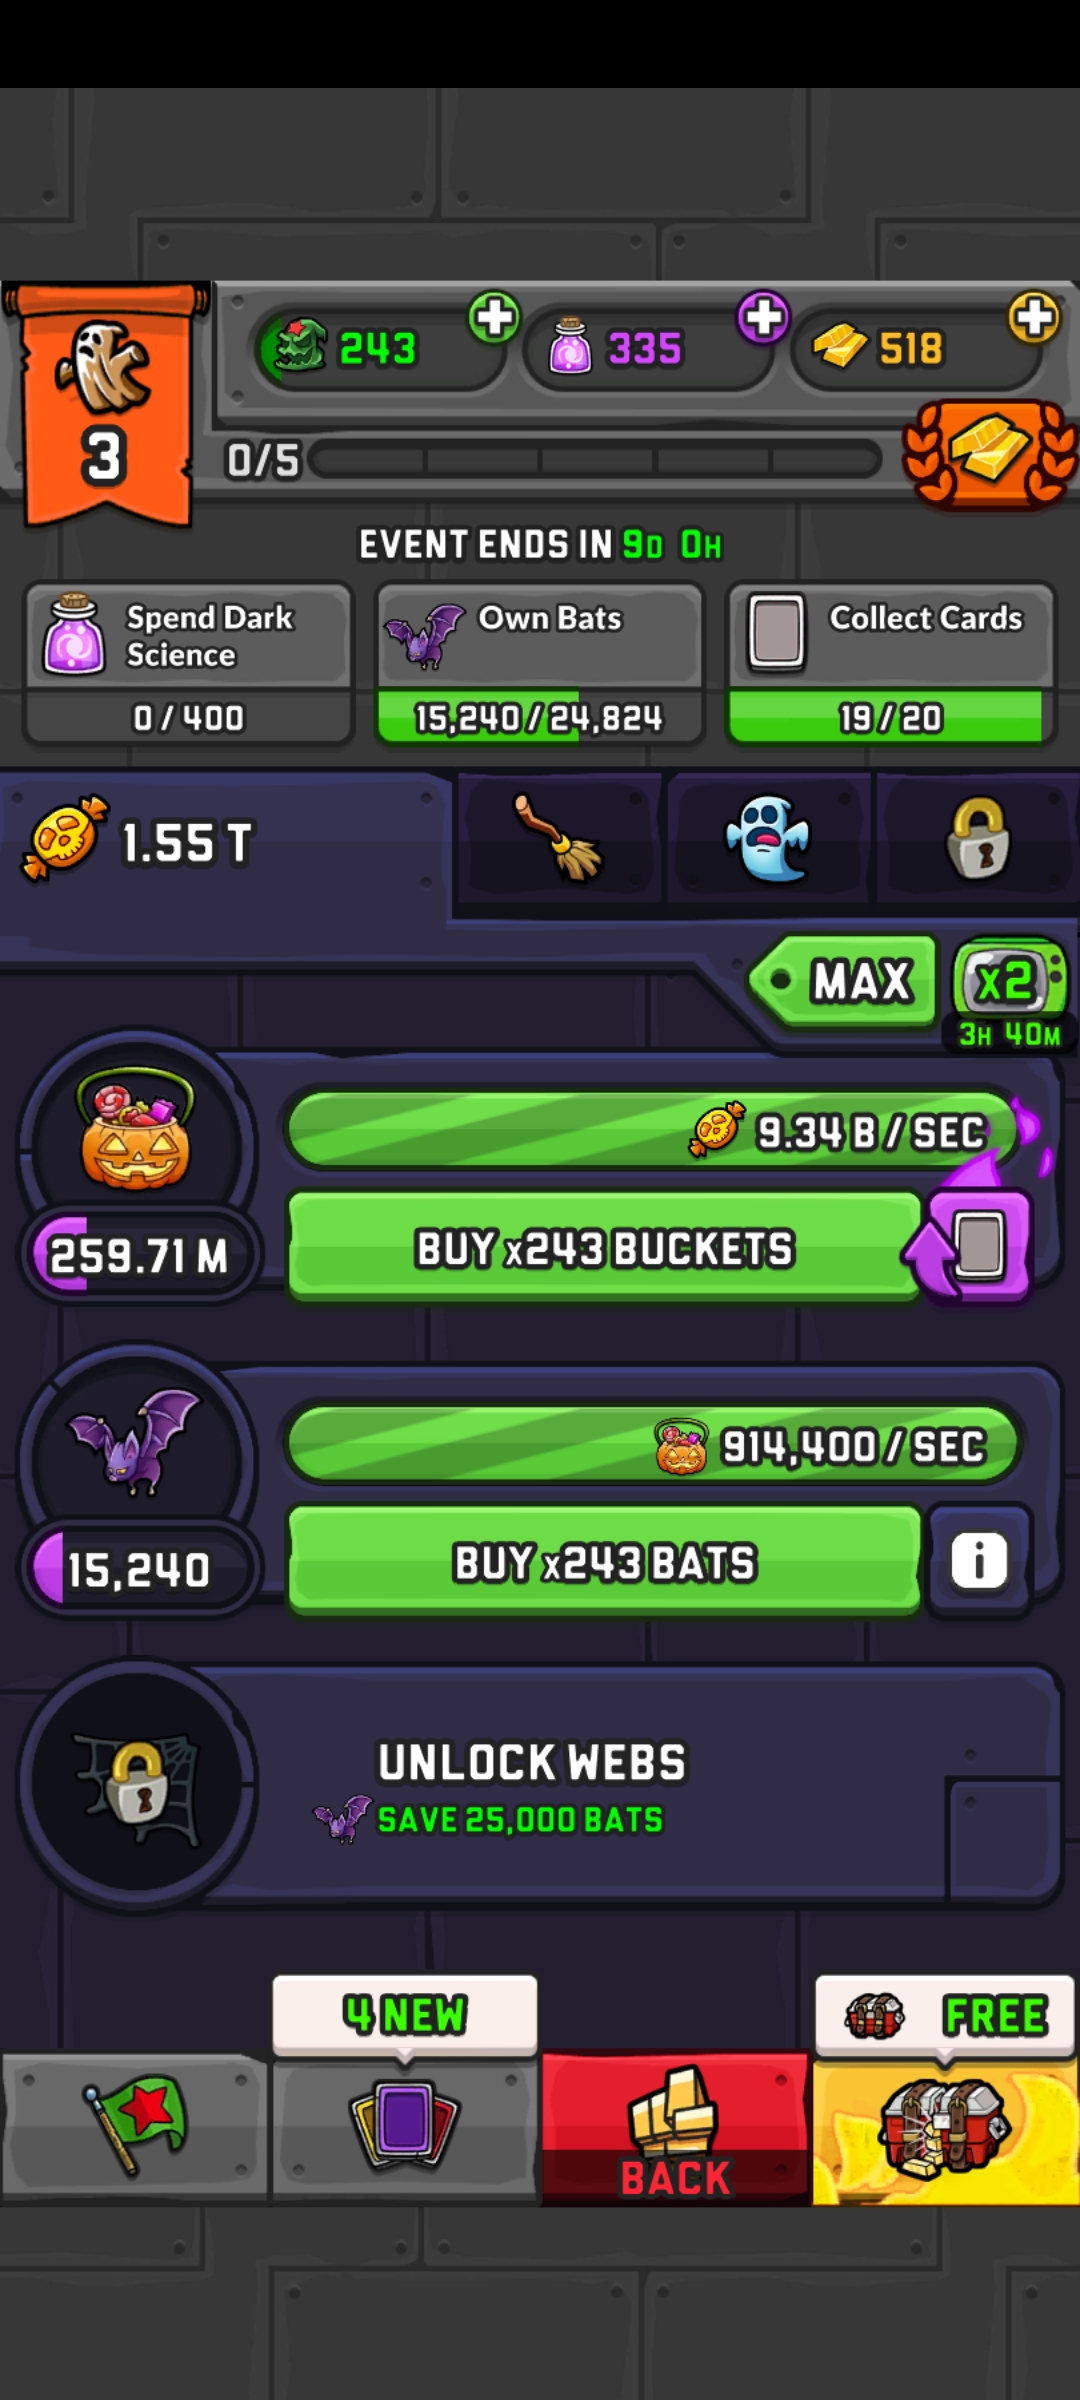 243
335
518
3
0/5
EVENT ENDS IN 9D 0H
Spend Dark
Science
0 / 400
Own Bats
15,240 / 24,824
Collect Cards
19 / 20
1.55 T
MAX
x2
3H 40M
9.34 B / SEC
259.71 M
BUY x243 BUCKETS
914,400 / SEC
15,240
BUY x243 BATS
i
UNLOCK WEBS
SAVE 25,000 BATS
4 NEW
FREE
BACK